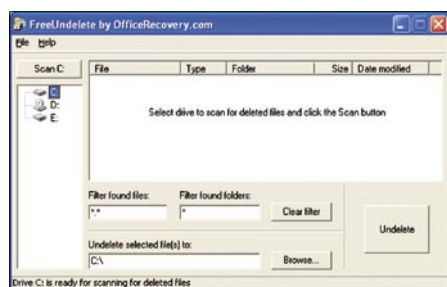 FreeUndelete by OfficeRecovery.com
File Help
Scan C:
File Type Folder Size Date modified
C:
D:
E:
Select drive to scan for deleted files and click the Scan button
Filter found files: Filter found folders:
*.* * Clear filter
Undelete
Undelete selected file(s) to:
C:\ Browse...
Drive C: is ready for scanning for deleted files